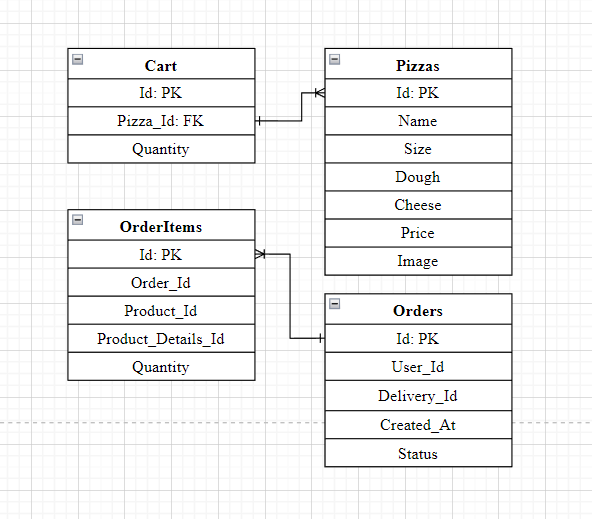 Cart
Id: PK
Pizza_Id: FK
Quantity
Pizzas
Id: PK
Name
Size
Dough
Cheese
Price
Image
OrderItems
Id: PK
Order_Id
Product_Id
Product_Details_Id
Quantity
Orders
Id: PK
User_Id
Delivery_Id
Created_At
Status